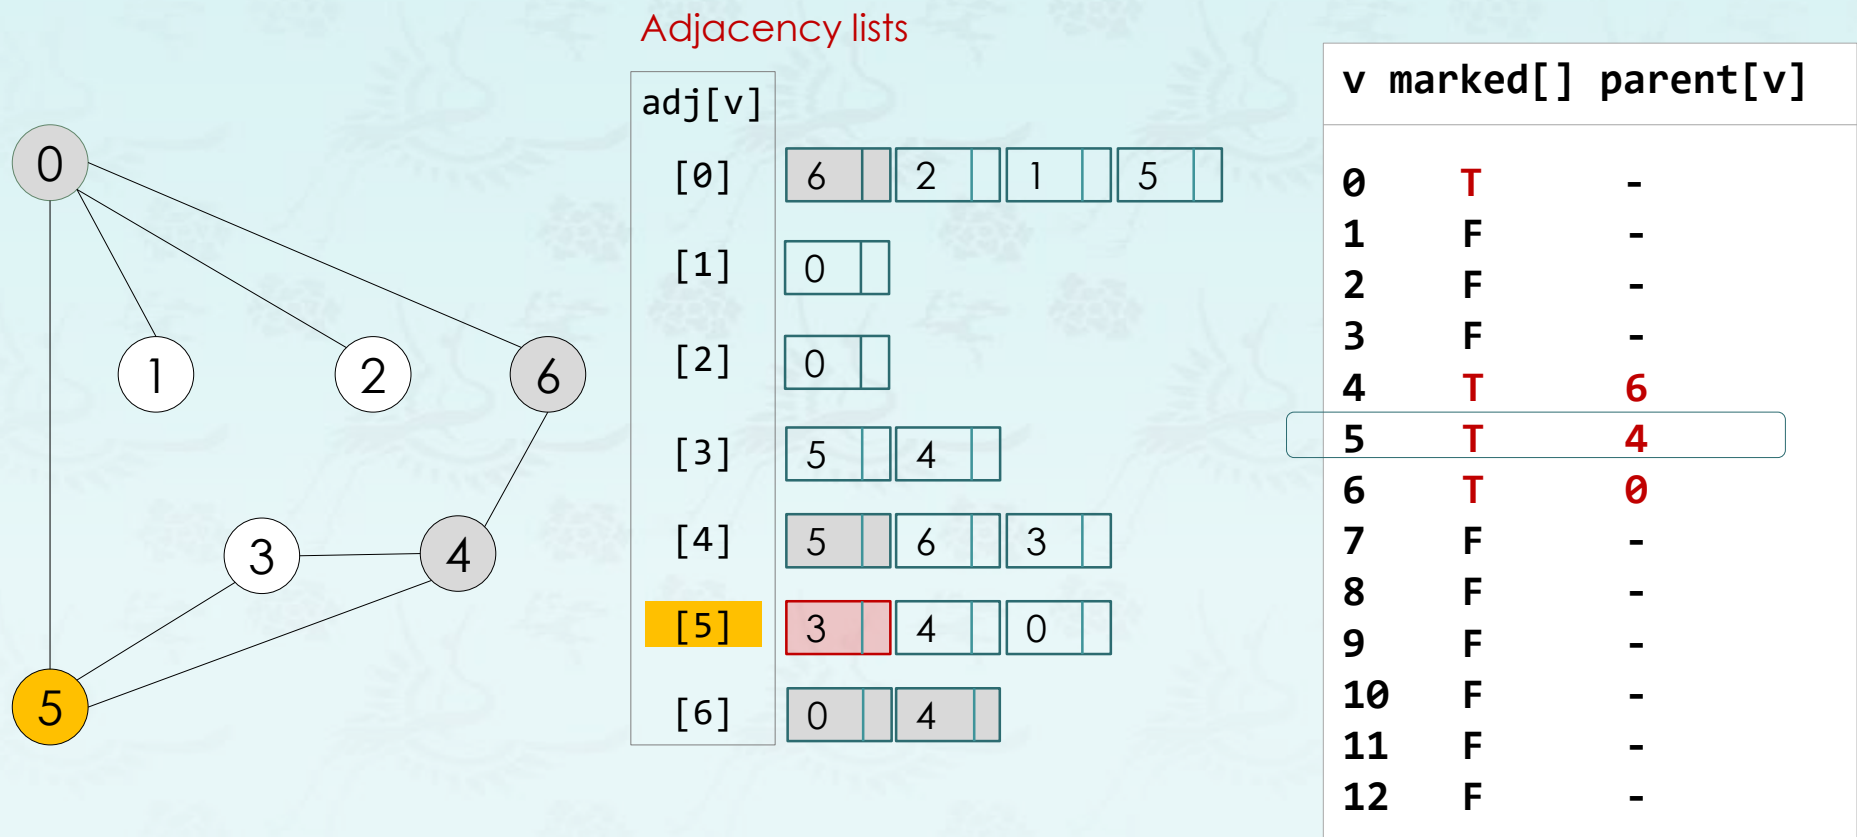 Adjacency lists
adj[v]
[0] 6 2 1 5
[1] 0
[2] 0
[3] 5 4
[4] 5 6 3
[5] 3 4 0
[6] 0 4
0
1
2
6
3
4
5
v marked[] parent[v]
0 T -
1 F -
2 F -
3 F -
4 T 6
5 T 4
6 T 0
7 F -
8 F -
9 F -
10 F -
11 F -
12 F -